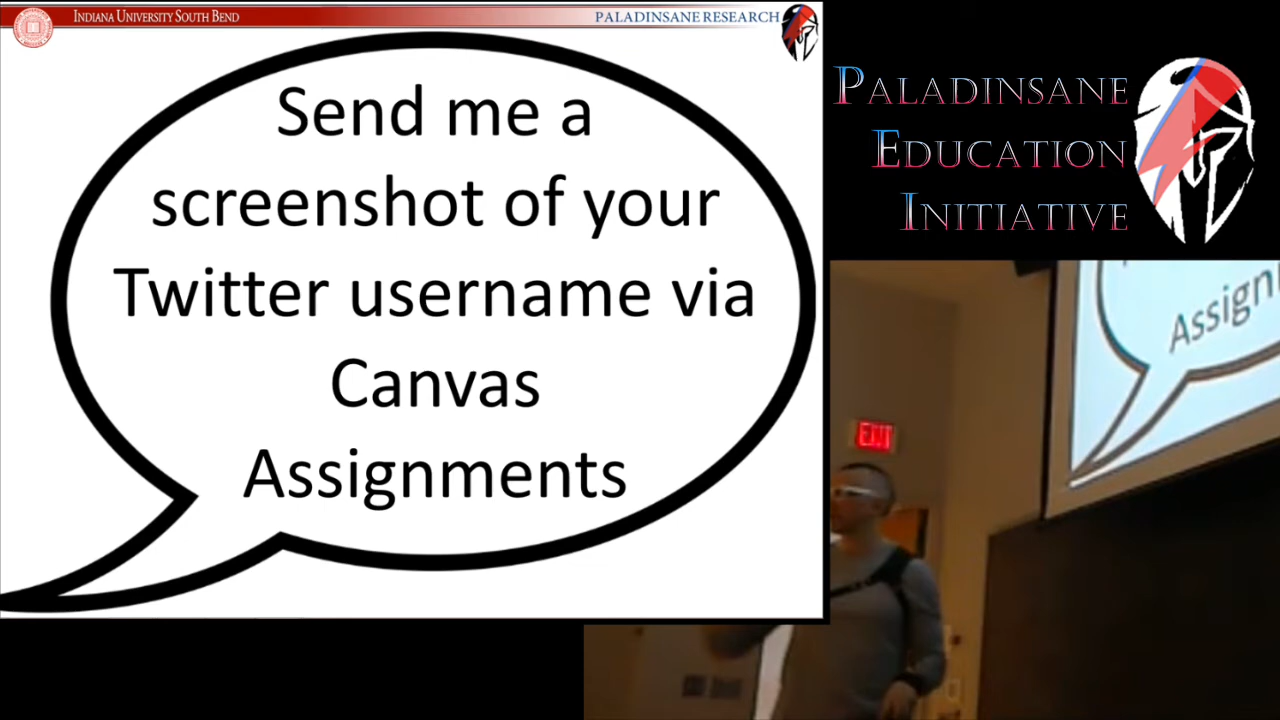 INDIANA UNIVERSITY SOUTH BEND
PALADINSANE RESEARCH
Send me a
screenshot of your
Twitter username via
Canvas
Assignments
PALADINSANE
EDUCATION
INITIATIVE
EXIT